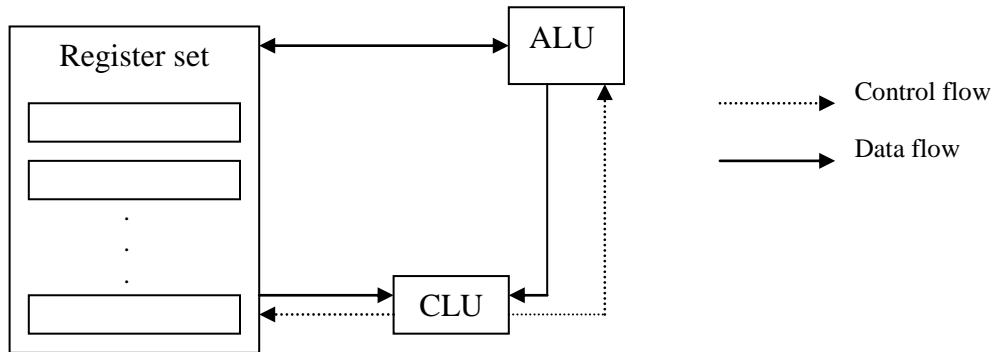 Register set
ALU
Control flow
Data flow
CLU